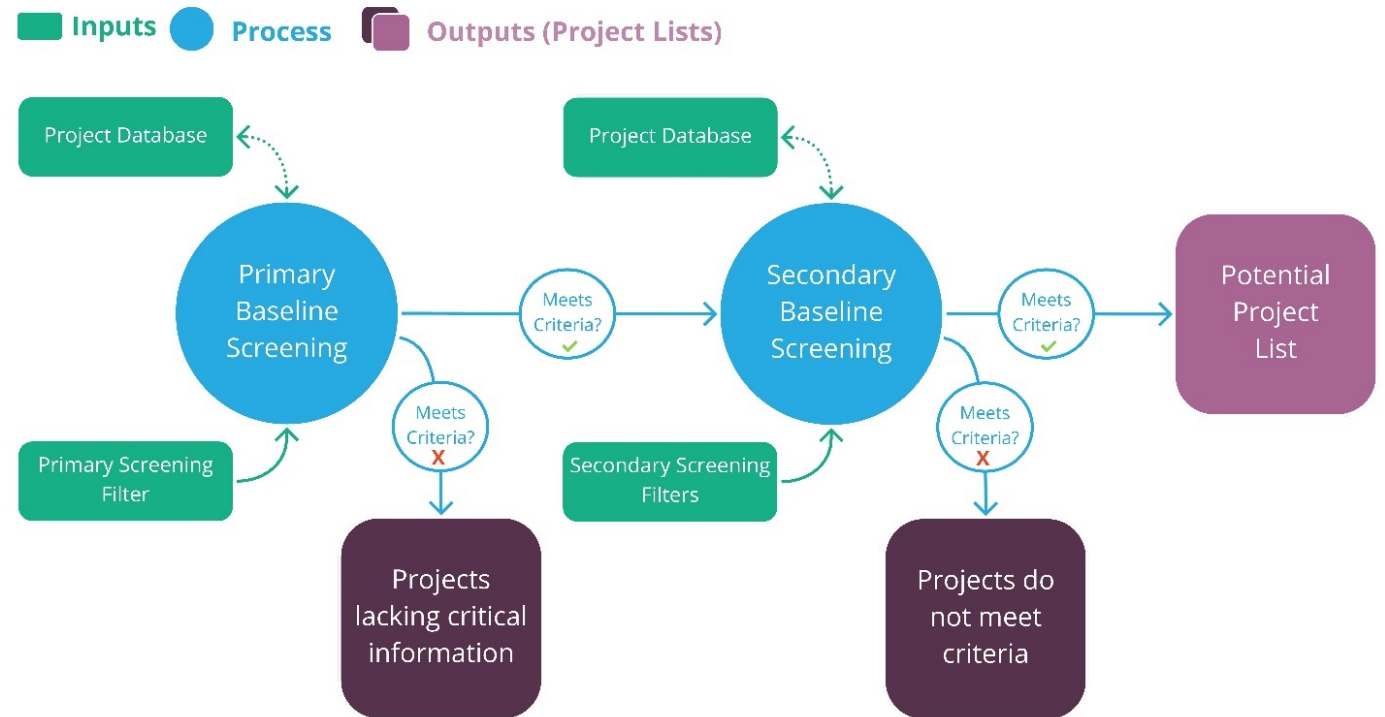 Inputs
Process
Outputs (Project Lists)
Project Database
Project Database
Primary
Baseline
Screening
Meets
Criteria?
Secondary
Baseline
Screening
Meets
Criteria?
Potential
Project
List
Meets
Criteria?
X
Meets
Criteria?
X
Primary Screening
Filter
Secondary Screening
Filters
Projects
lacking critical
information
Projects do
not meet
criteria